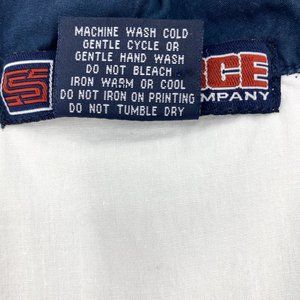 MACHINE WASH COLD
GENTLE CYCLE OR
GENTLE HAND WASH
DO NOT BLEACH
IRON WARM OR COOL
DO NOT IRON ON PRINTING
DO NOT TUMBLE DRY
S
RCE
OMPANY